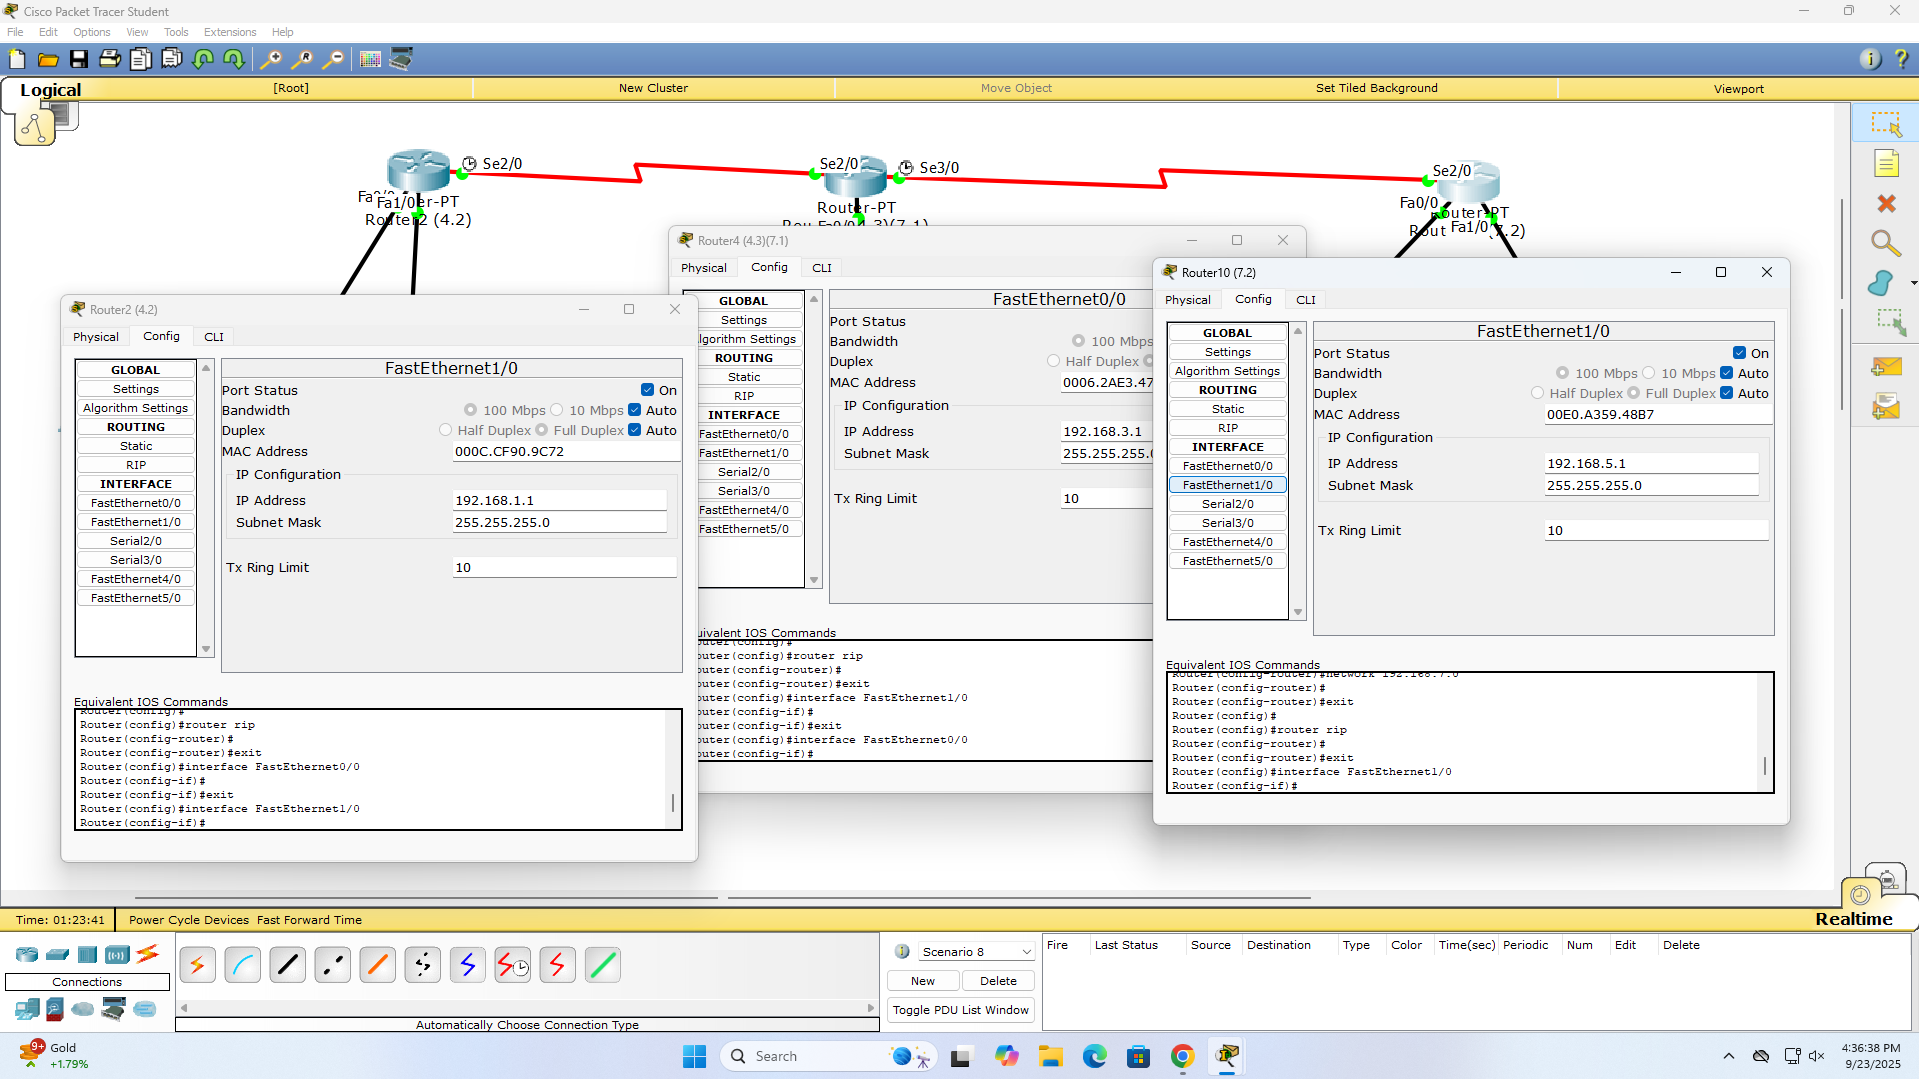 Cisco Packet Tracer Student
File Edit Options View Tools Extensions Help
Logical
[Root]
New Cluster
Move Object
Set Tiled Background
Viewport
Se2/0
Fa1/0
Router2 (4.2)
Se2/0
Se3/0
Router-PT
Se2/0
Fa0/0
Fa1/0
Router2 (4.2)
Physical Config CLI
GLOBAL
Settings
Algorithm Settings
ROUTING
Static
RIP
INTERFACE
FastEthernet0/0
FastEthernet1/0
Serial2/0
Serial3/0
FastEthernet4/0
FastEthernet5/0
FastEthernet1/0
Port Status On
Bandwidth 100 Mbps 10 Mbps Auto
Duplex Half Duplex Full Duplex Auto
MAC Address 000C.CF90.9C72
IP Configuration
IP Address 192.168.1.1
Subnet Mask 255.255.255.0
Tx Ring Limit 10
Equivalent IOS Commands
Router(config)#
Router(config)#router rip
Router(config-router)#
Router(config-router)#exit
Router(config)#interface FastEthernet0/0
Router(config-if)#
Router(config-if)#exit
Router(config)#interface FastEthernet1/0
Router(config-if)#
Router4 (4.3)(7.1)
Physical Config CLI
GLOBAL
Settings
lgorithm Settings
ROUTING
Static
RIP
INTERFACE
FastEthernet0/0
FastEthernet1/0
Serial2/0
Serial3/0
FastEthernet4/0
FastEthernet5/0
FastEthernet0/0
Port Status
Bandwidth 100 Mbps
Duplex Half Duplex
MAC Address 0006.2AE3.47
IP Configuration
IP Address 192.168.3.1
Subnet Mask 255.255.255.
Tx Ring Limit 10
uivalent IOS Commands
outer(config)#
outer(config)#router rip
outer(config-router)#
outer(config-router)#exit
outer(config)#interface FastEthernet1/0
outer(config-if)#
outer(config-if)#exit
outer(config)#interface FastEthernet0/0
outer(config-if)#
Router10 (7.2)
Physical Config CLI
GLOBAL
Settings
Algorithm Settings
ROUTING
Static
RIP
INTERFACE
FastEthernet0/0
FastEthernet1/0
Serial2/0
Serial3/0
FastEthernet4/0
FastEthernet5/0
FastEthernet1/0
Port Status On
Bandwidth 100 Mbps 10 Mbps Auto
Duplex Half Duplex Full Duplex Auto
MAC Address 00E0.A359.48B7
IP Configuration
IP Address 192.168.5.1
Subnet Mask 255.255.255.0
Tx Ring Limit 10
Equivalent IOS Commands
Router(config-router)#network 192.168.7.0
Router(config-router)#
Router(config-router)#exit
Router(config)#
Router(config)#router rip
Router(config-router)#
Router(config-router)#exit
Router(config)#interface FastEthernet1/0
Router(config-if)#
Time: 01:23:41 Power Cycle Devices Fast Forward Time
Realtime
Connections
Automatically Choose Connection Type
Scenario 8
New Delete
Toggle PDU List Window
Fire Last Status Source Destination Type Color Time(sec) Periodic Num Edit Delete
9+
Gold
+1.79%
Search
4:36:38 PM
9/23/2025